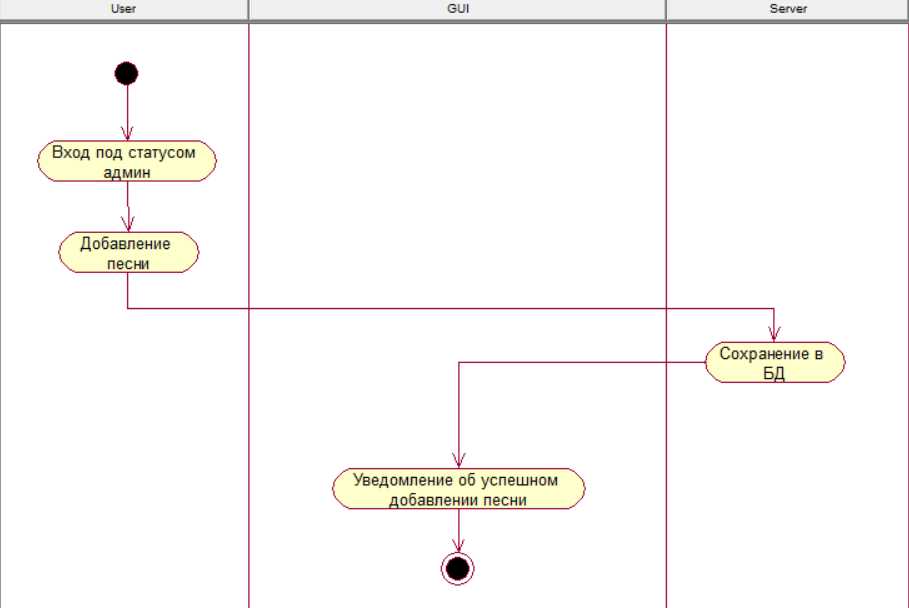 User
GUI
Server
Вход под статусом
админ
Добавление
песни
Сохранение в
БД
Уведомление об успешном
добавлении песни